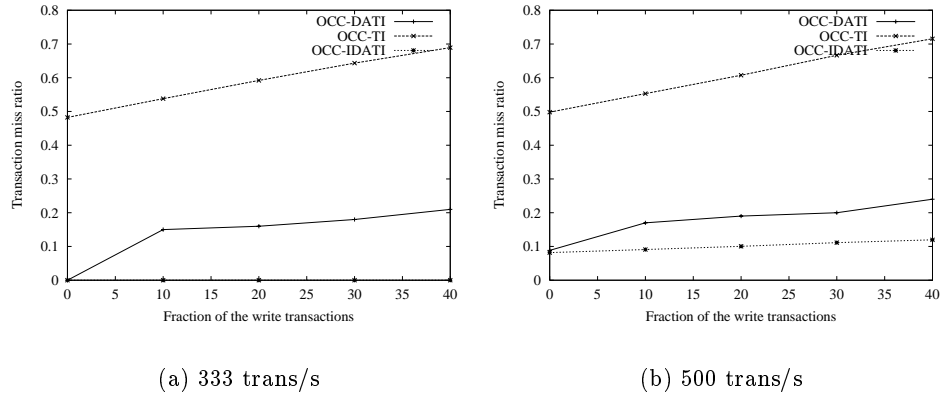 0.8
0.7
0.6
0.5
0.4
0.3
0.2
0.1
0
0 5 10 15 20 25 30 35 40
Transaction miss ratio
Fraction of the write transactions
OCC-DATI
OCC-TI
OCC-IDATI
(a) 333 trans/s
0.8
0.7
0.6
0.5
0.4
0.3
0.2
0.1
0
0 5 10 15 20 25 30 35 40
Transaction miss ratio
Fraction of the write transactions
OCC-DATI
OCC-TI
OCC-IDATI
(b) 500 trans/s